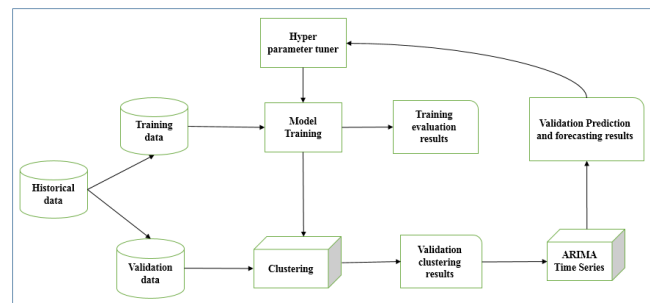 Hyper
parameter tuner
Training
data
Model
Training
Training
evaluation
results
Validation Prediction
and forecasting results
Historical
data
Validation
data
Clustering
Validation
clustering
results
ARIMA
Time Series